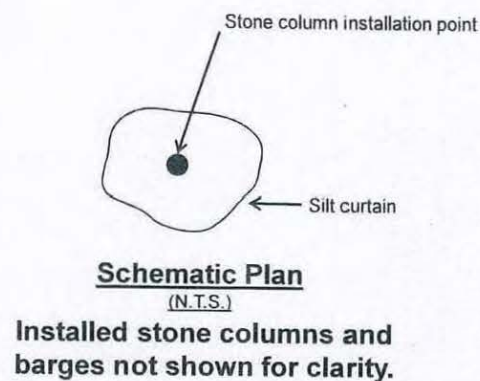 Stone column installation point
Silt curtain
Schematic Plan
(N.T.S.)
Installed stone columns and
barges not shown for clarity.